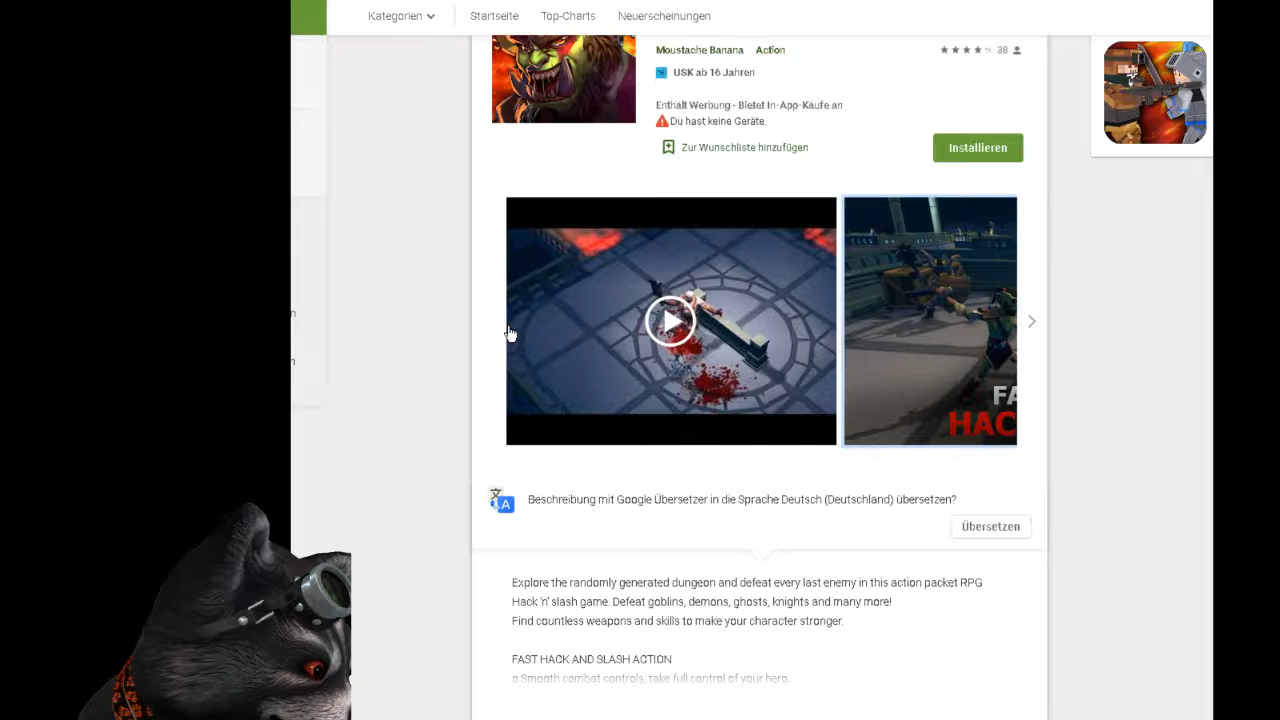 Kategorien
Startseite
Top-Charts
Neuerscheinungen
Moustache Banana Action
38
USK ab 16 Jahren
Enthält Werbung · Bietet In-App-Käufe an
Du hast keine Geräte.
Zur Wunschliste hinzufügen
Installieren
n
n
FA
HAC
Beschreibung mit Google Übersetzer in die Sprache Deutsch (Deutschland) übersetzen?
Übersetzen
Explore the randomly generated dungeon and defeat every last enemy in this action packet RPG
Hack 'n' slash game. Defeat goblins, demons, ghosts, knights and many more!
Find countless weapons and skills to make your character stronger.
FAST HACK AND SLASH ACTION
o Smooth combat controls, take full control of your hero.